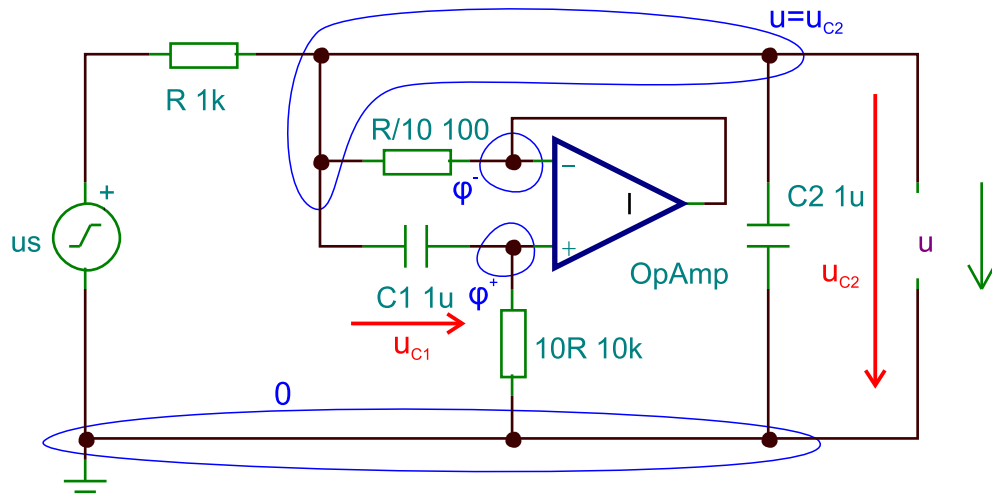 u=uC2
R 1k
R/10 100
φ-
+
us
−
+
C2 1u
u
uC2
OpAmp
C1 1u
φ+
uC1
10R 10k
0